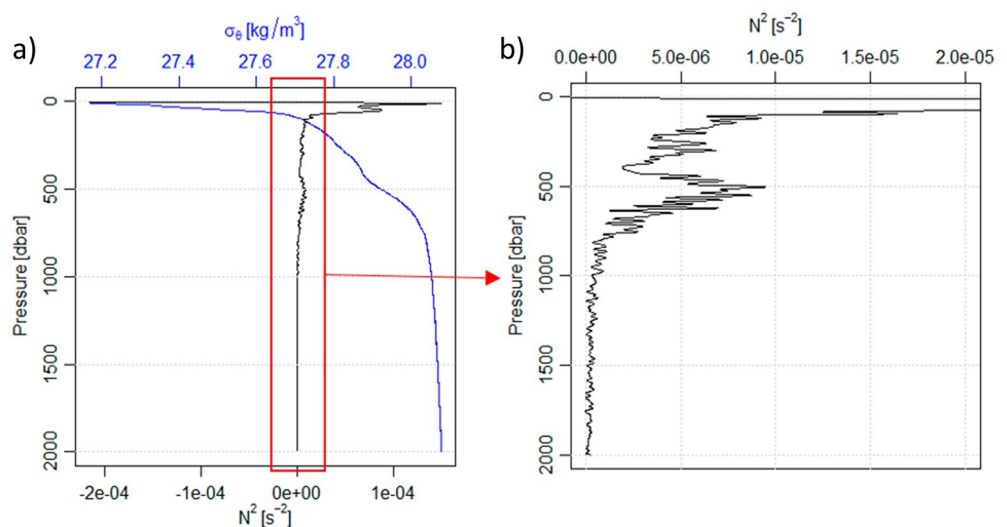 a)
σθ [kg/m³]
27.2 27.4 27.6 27.8 28.0
Pressure [dbar]
0
500
1000
1500
2000
-2e-04 -1e-04 0e+00 1e-04
N² [s⁻²]
b)
N² [s⁻²]
0.0e+00 5.0e-06 1.0e-05 1.5e-05 2.0e-05
Pressure [dbar]
0
500
1000
1500
2000